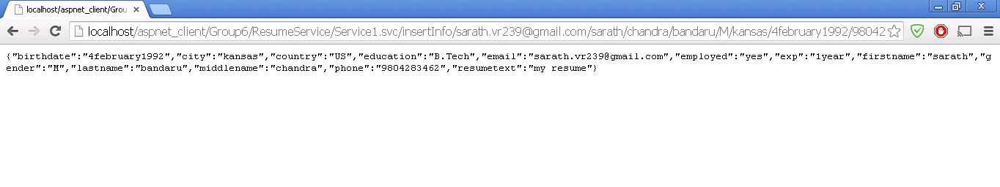 localhost/aspnet_client/Grou
localhost/aspnet_client/Group6/ResumeService/Service1.svc/insertInfo/sarath.vr239@gmail.com/sarath/chandra/bandaru/M/kansas/4february1992/98042
{"birthdate":"4february1992","city":"kansas","country":"US","education":"B.Tech","email":"sarath.vr239@gmail.com","employed":"yes","exp":"1year","firstname":"sarath","g
ender":"M","lastname":"bandaru","middlename":"chandra","phone":"9804283462","resumetext":"my resume"}